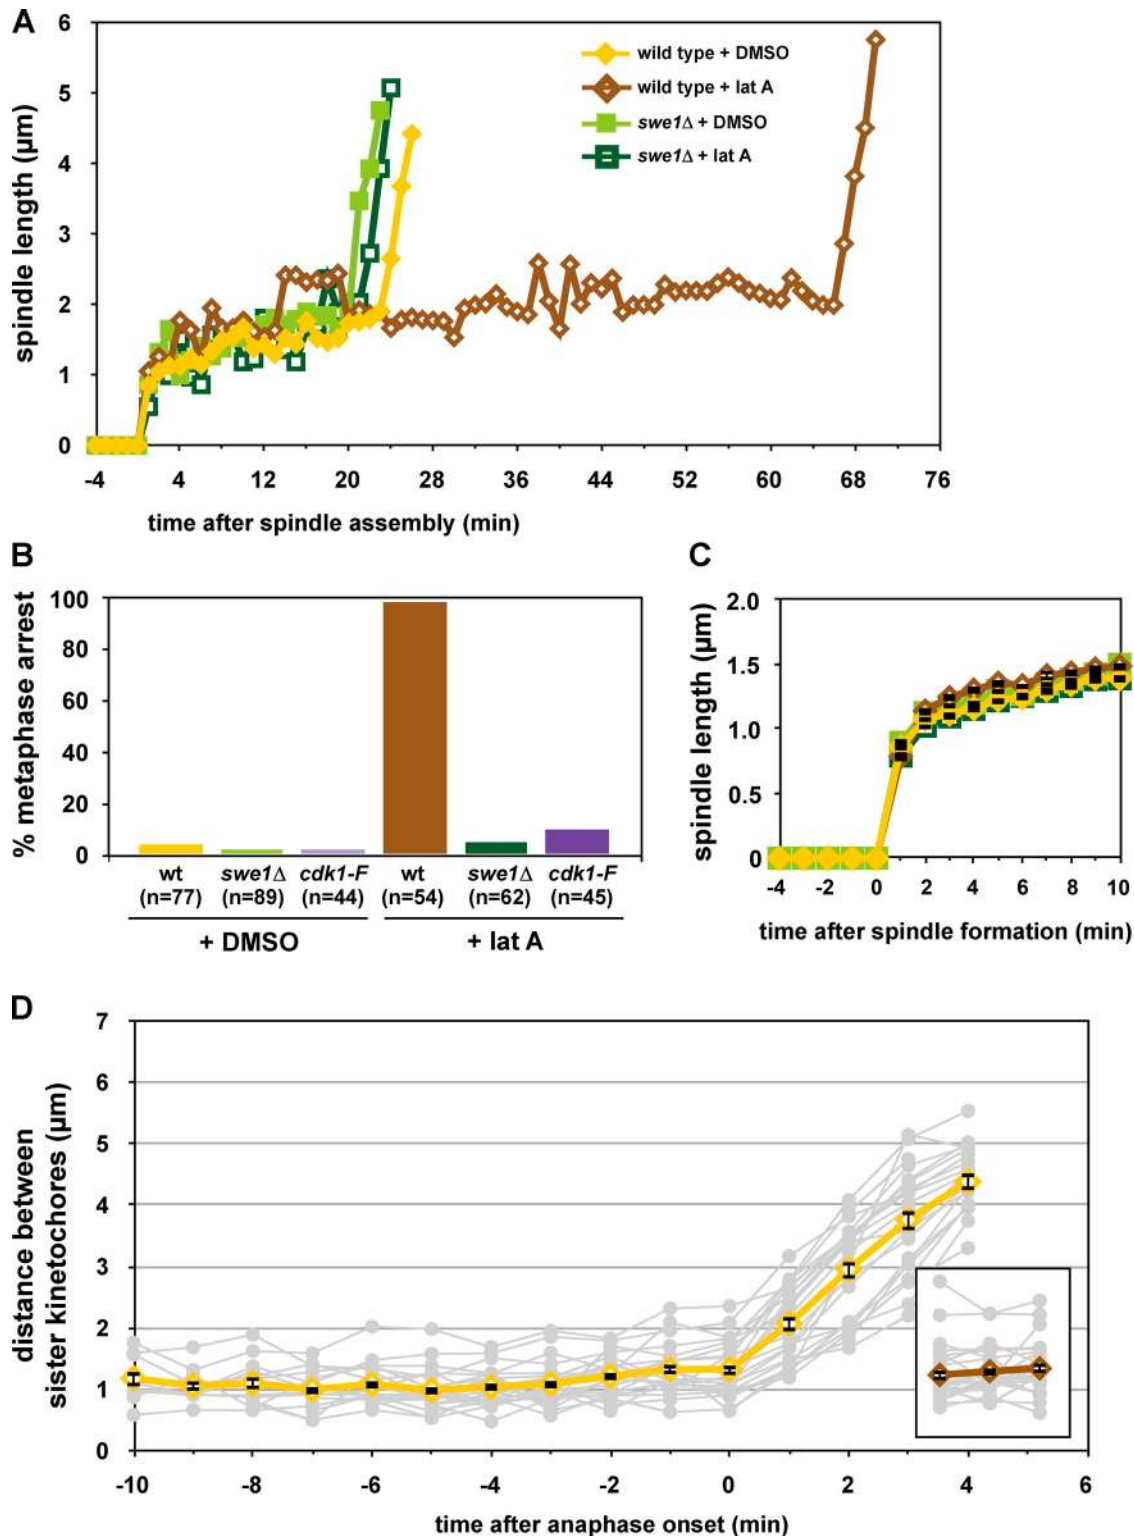 A
6
5
4
3
2
1
0
spindle length (µm)
wild type + DMSO
wild type + lat A
swe1Δ + DMSO
swe1Δ + lat A
-4 4 12 20 28 36 44 52 60 68 76
time after spindle assembly (min)
B
100
80
60
40
20
0
% metaphase arrest
wt swe1Δ cdk1-F wt swe1Δ cdk1-F
(n=77) (n=89) (n=44) (n=54) (n=62) (n=45)
+ DMSO + lat A
C
2.0
1.5
1.0
0.5
0
spindle length (µm)
-4 -2 0 2 4 6 8 10
time after spindle formation (min)
D
7
6
5
4
3
2
1
0
distance between
sister kinetochores (µm)
-10 -8 -6 -4 -2 0 2 4 6
time after anaphase onset (min)